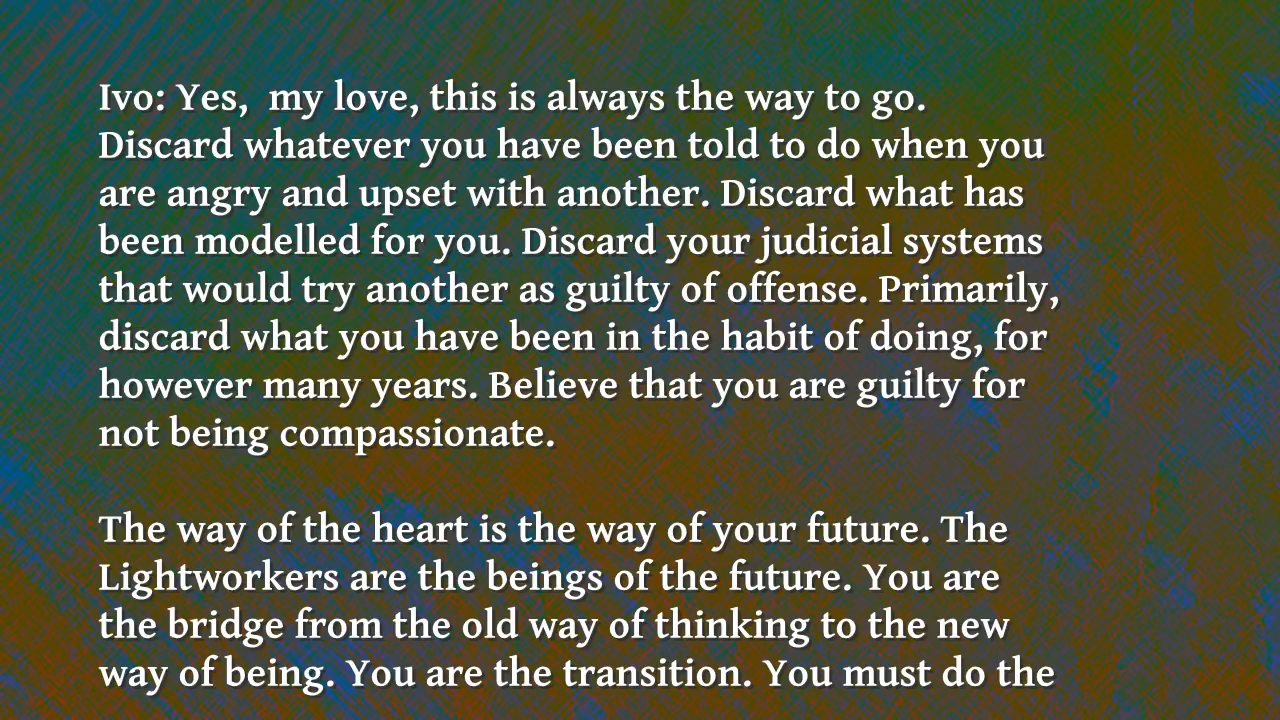 Ivo: Yes,  my love, this is always the way to go.
Discard whatever you have been told to do when you
are angry and upset with another. Discard what has
been modelled for you. Discard your judicial systems
that would try another as guilty of offense. Primarily,
discard what you have been in the habit of doing, for
however many years. Believe that you are guilty for
not being compassionate.

The way of the heart is the way of your future. The
Lightworkers are the beings of the future. You are
the bridge from the old way of thinking to the new
way of being. You are the transition. You must do the